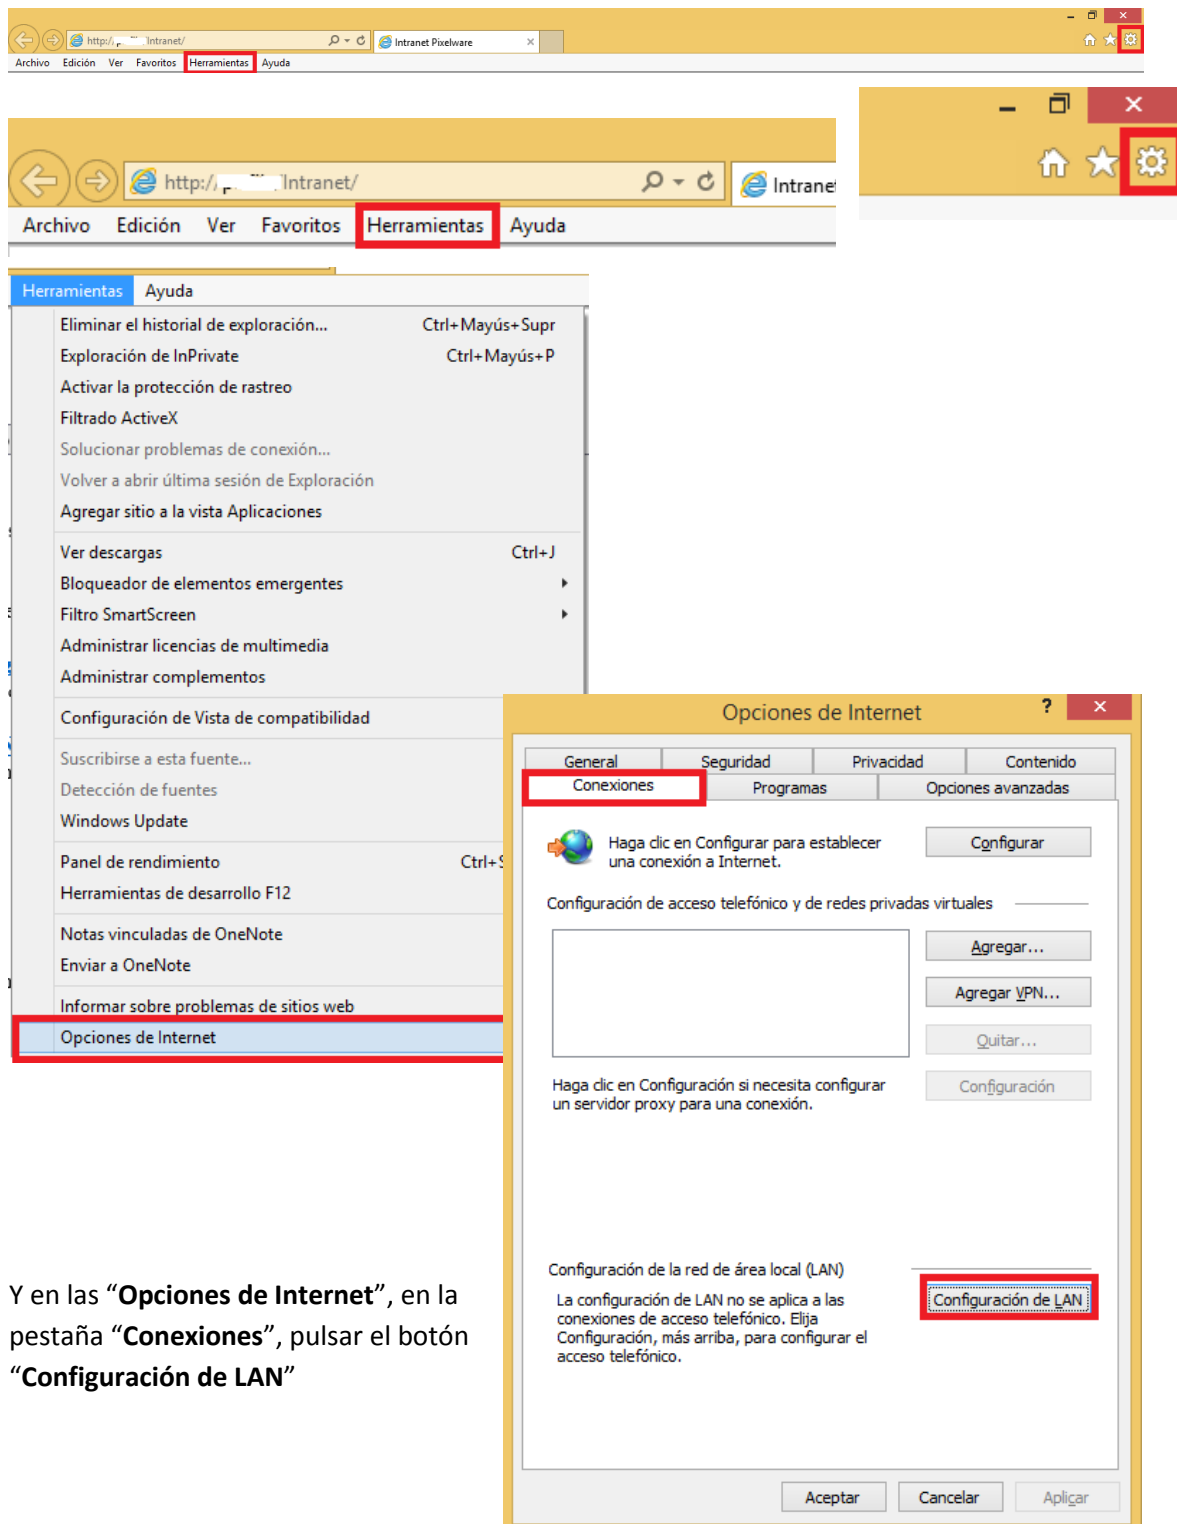 http:// Intranet/
Intranet Pixelware
Archivo Edición Ver Favoritos Herramientas Ayuda
http:// Intranet/
Intranet
Archivo Edición Ver Favoritos Herramientas Ayuda
Herramientas Ayuda
Eliminar el historial de exploración... Ctrl+Mayús+Supr
Exploración de InPrivate Ctrl+Mayús+P
Activar la protección de rastreo
Filtrado ActiveX
Solucionar problemas de conexión...
Volver a abrir última sesión de Exploración
Agregar sitio a la vista Aplicaciones
Ver descargas Ctrl+J
Bloqueador de elementos emergentes
Filtro SmartScreen
Administrar licencias de multimedia
Administrar complementos
Configuración de Vista de compatibilidad
Suscribirse a esta fuente...
Detección de fuentes
Windows Update
Panel de rendimiento Ctrl+S
Herramientas de desarrollo F12
Notas vinculadas de OneNote
Enviar a OneNote
Informar sobre problemas de sitios web
Opciones de Internet
Opciones de Internet ?
General Seguridad Privacidad Contenido
Conexiones Programas Opciones avanzadas
Haga clic en Configurar para establecer
una conexión a Internet.
Configurar
Configuración de acceso telefónico y de redes privadas virtuales
Agregar...
Agregar VPN...
Quitar...
Haga clic en Configuración si necesita configurar
un servidor proxy para una conexión.
Configuración
Configuración de la red de área local (LAN)
La configuración de LAN no se aplica a las
conexiones de acceso telefónico. Elija
Configuración, más arriba, para configurar el
acceso telefónico.
Configuración de LAN
Aceptar Cancelar Aplicar
Y en las “Opciones de Internet”, en la
pestaña “Conexiones”, pulsar el botón
“Configuración de LAN”